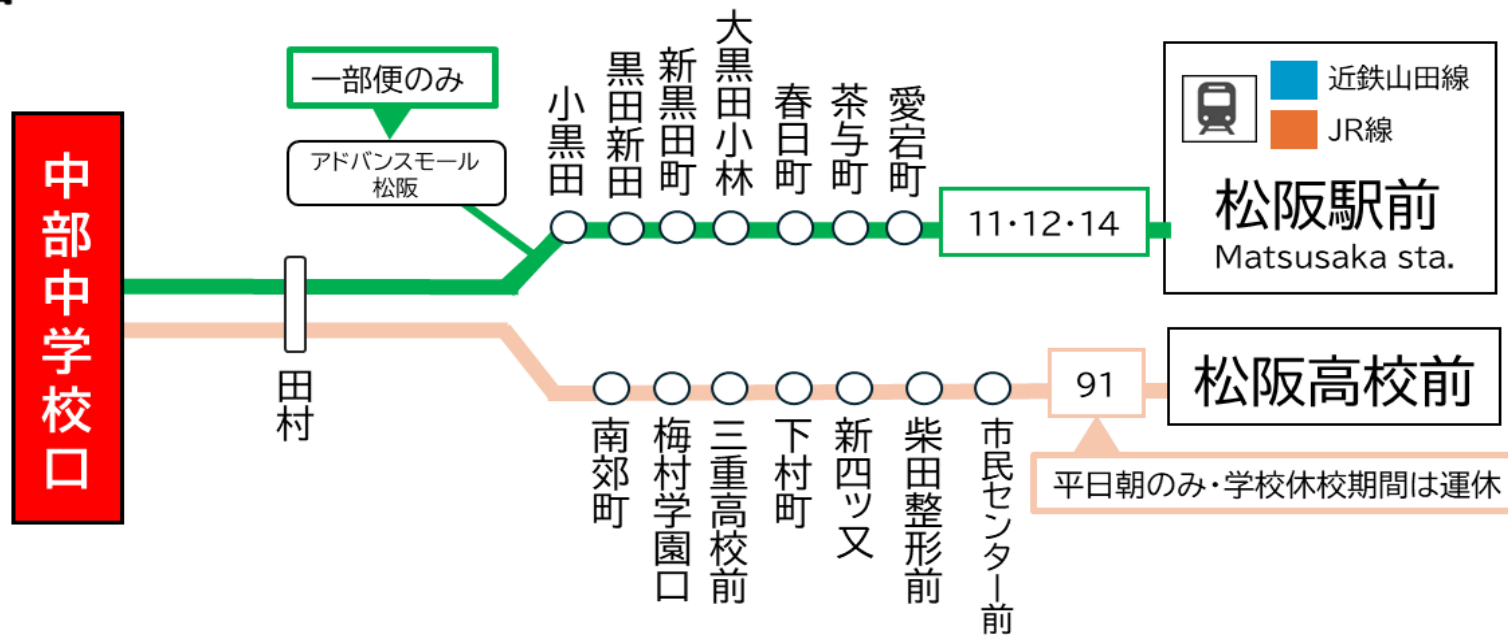 中部中学校口
一部便のみ
アドバンスモール
松阪
田村
小黒田
黒田新田
新黒田町
大黒田小林
春日町
茶与町
愛宕町
11・12・14
近鉄山田線
JR線
松阪駅前
Matsusaka sta.
南郊町
梅村学園口
三重高校前
下村町
新四ツ又
柴田整形前
市民センター前
91
松阪高校前
平日朝のみ・学校休校期間は運休